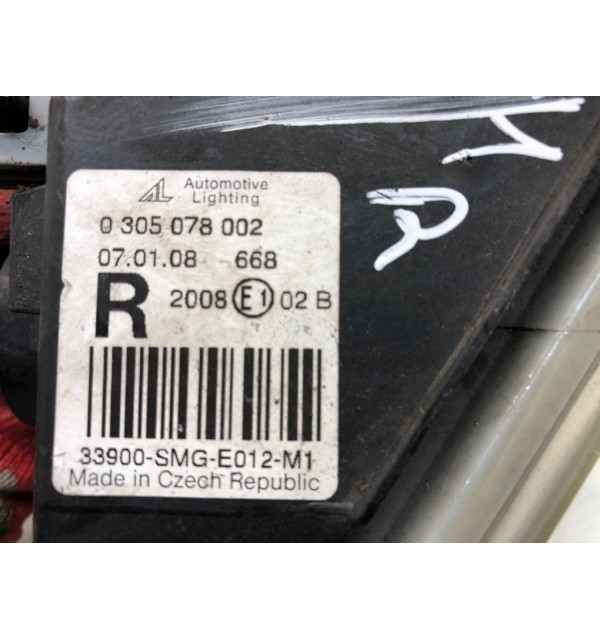 AL Automotive
Lighting
0 305 078 002
07.01.08 668
R 2008 E1 02 B
33900-SMG-E012-M1
Made in Czech Republic
R